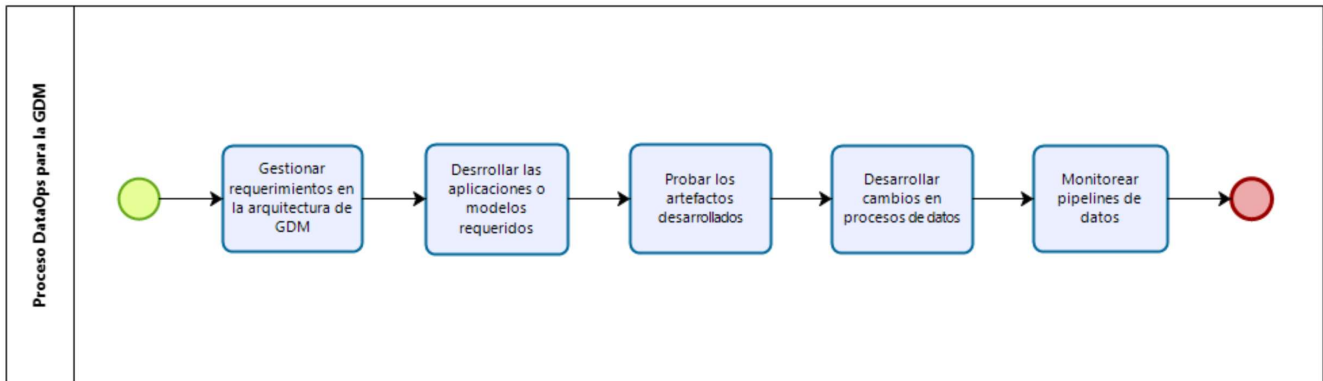 Proceso DataOps para la GDM
Gestionar
requerimientos en
la arquitectura de
GDM
Desrrollar las
aplicaciones o
modelos
requeridos
Probar los
artefactos
desarrollados
Desarrollar
cambios en
procesos de datos
Monitorear
pipelines de
datos